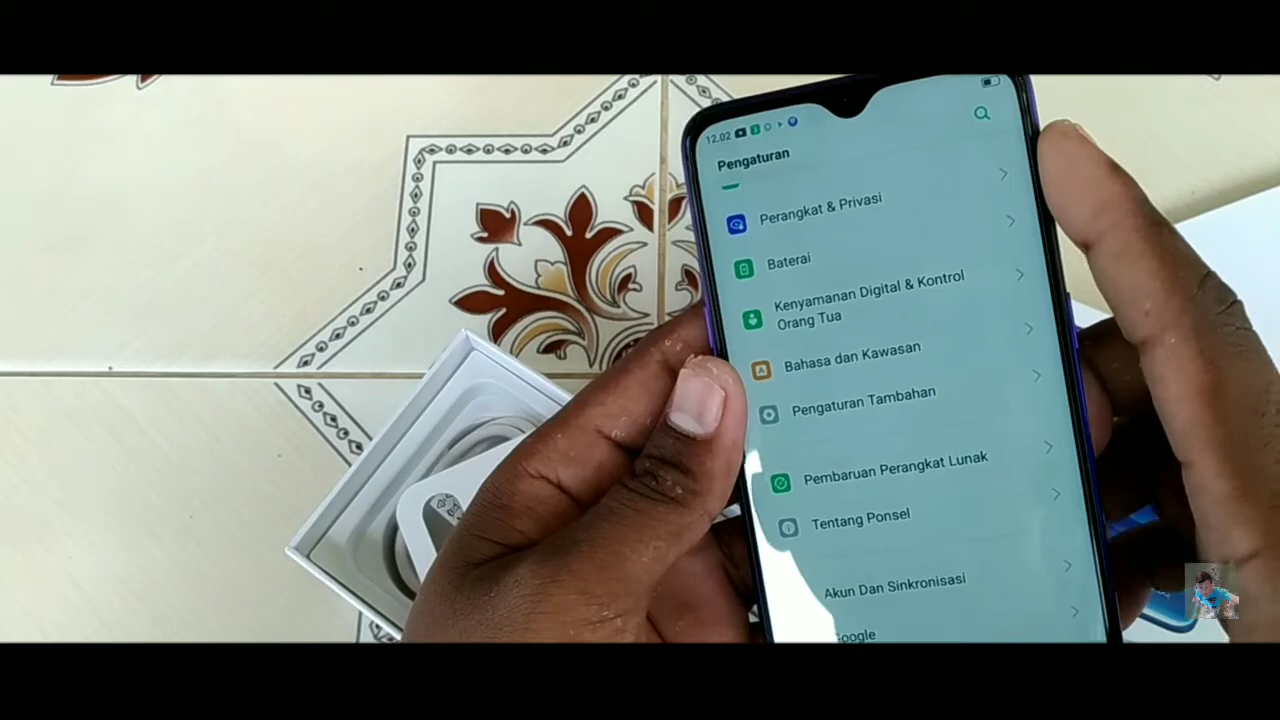 12.02
Pengaturan
Perangkat & Privasi
Baterai
Kenyamanan Digital & Kontrol
Orang Tua
Bahasa dan Kawasan
Pengaturan Tambahan
Pembaruan Perangkat Lunak
Tentang Ponsel
Akun Dan Sinkronisasi
Google